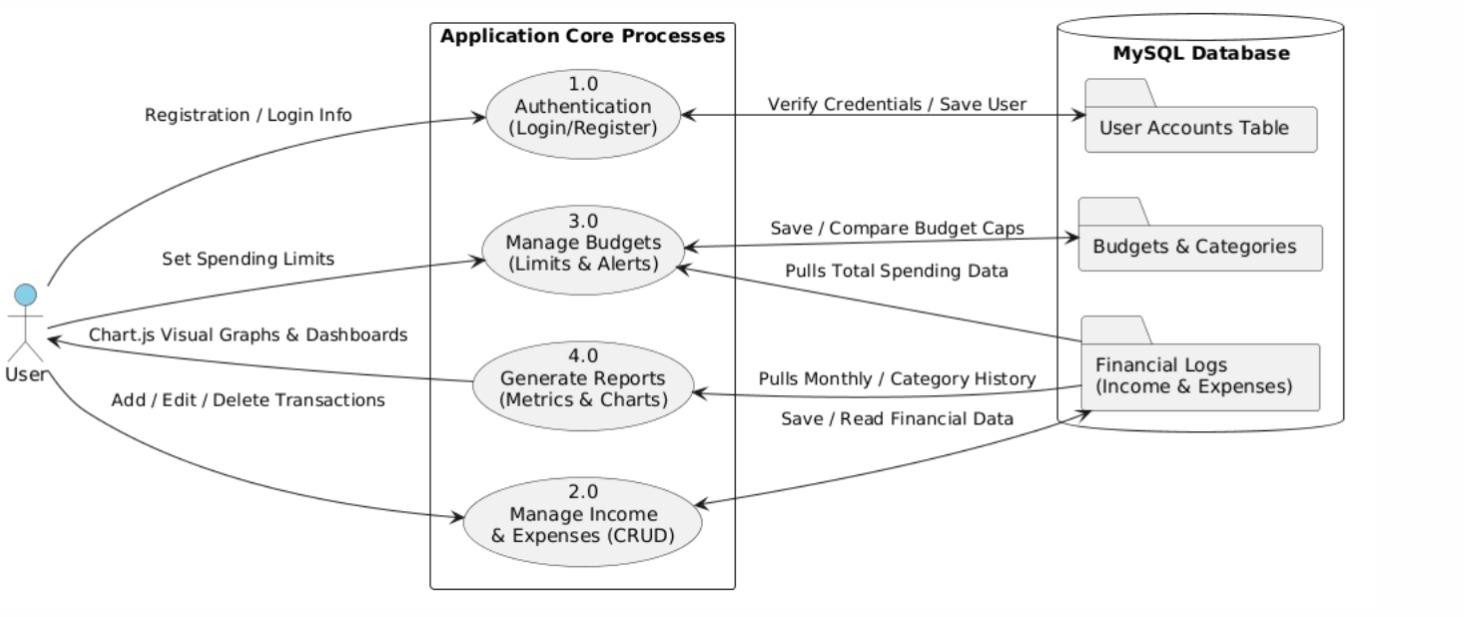 Application Core Processes
MySQL Database
1.0
Authentication
(Login/Register)
Registration / Login Info
Verify Credentials / Save User
User Accounts Table
3.0
Manage Budgets
(Limits & Alerts)
Set Spending Limits
Save / Compare Budget Caps
Budgets & Categories
Pulls Total Spending Data
Chart.js Visual Graphs & Dashboards
4.0
Generate Reports
(Metrics & Charts)
Pulls Monthly / Category History
Financial Logs
(Income & Expenses)
User
Add / Edit / Delete Transactions
Save / Read Financial Data
2.0
Manage Income
& Expenses (CRUD)